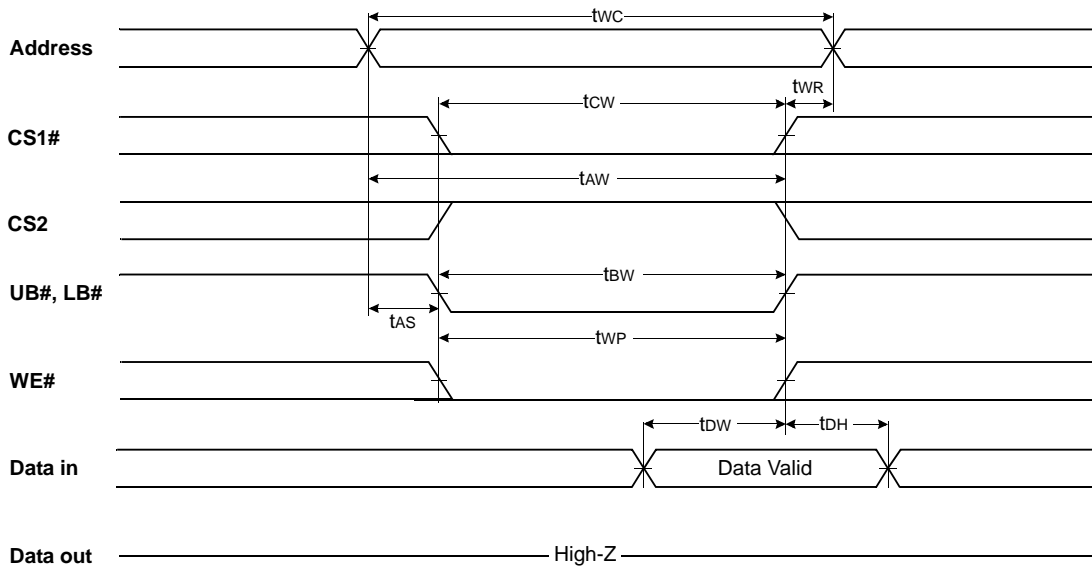 tWC
Address
tCW
tWR
CS1#
tAW
CS2
tBW
UB#, LB#
tAS
tWP
WE#
tDW
tDH
Data in
Data Valid
Data out
High-Z